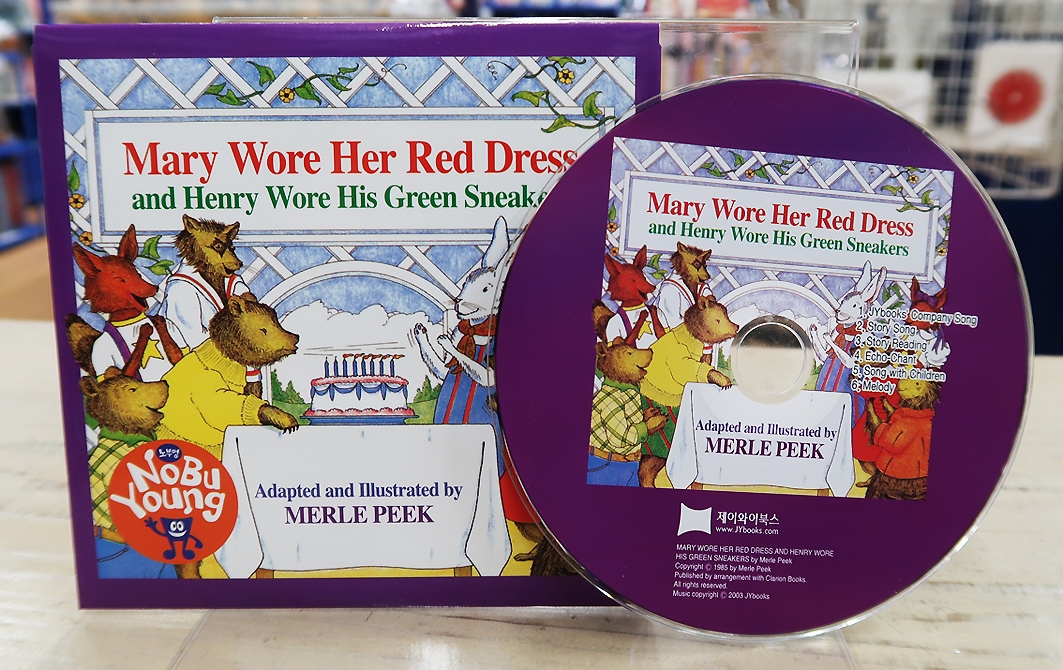 Mary Wore Her Red Dress
and Henry Wore His Green Sneak
노부영
NoBu
Young
Adapted and Illustrated by
MERLE PEEK
Mary Wore Her Red Dress
and Henry Wore His Green Sneakers
1. JYbooks Company Song
2. Story Song
3. Story Reading
4. Echo-Chant
5. Song with Children
6. Melody
Adapted and Illustrated by
MERLE PEEK
제이와이북스
www.JYbooks.com
MARY WORE HER RED DRESS AND HENRY WORE
HIS GREEN SNEAKERS by Merle Peek
Copyright © 1985 by Merle Peek
Published by arrangement with Clarion Books.
All rights reserved.
Music copyright © 2003 JYbooks